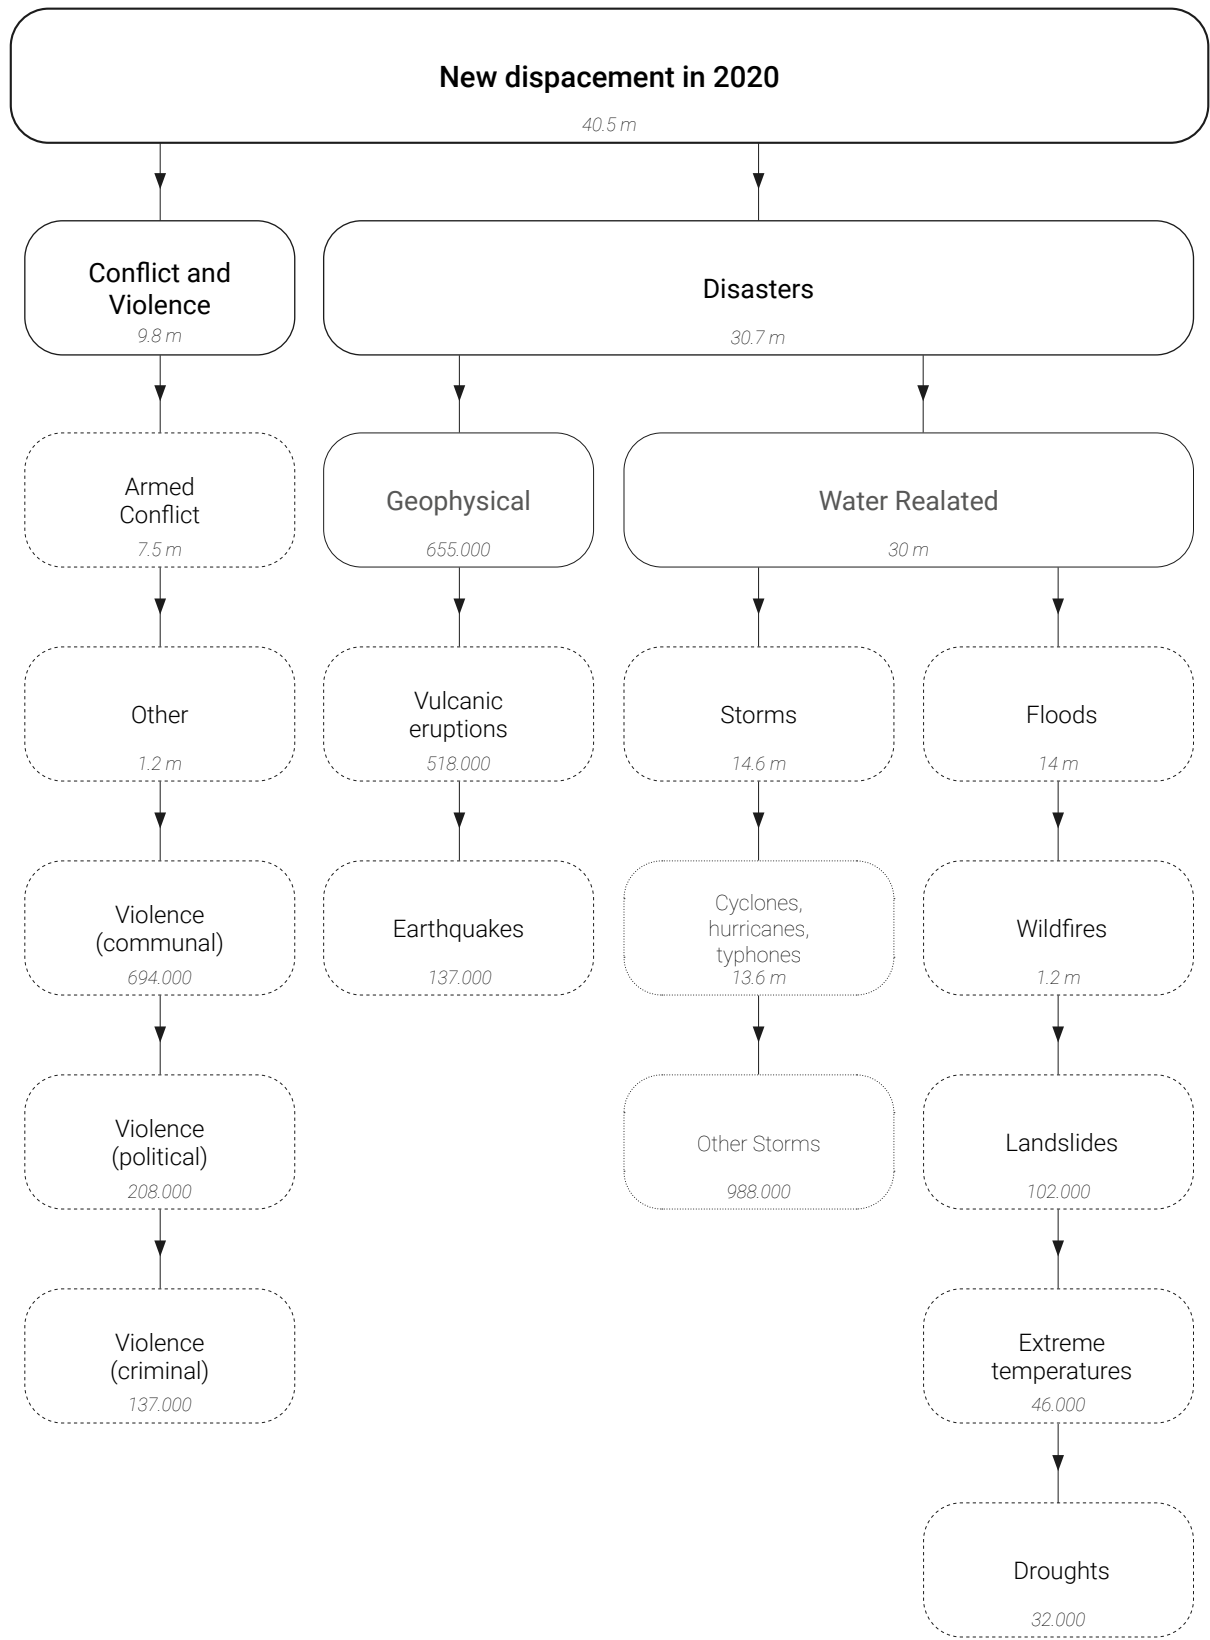 New dispacement in 2020
40.5 m
Conflict and
Violence
9.8 m
Disasters
30.7 m
Armed
Conflict
7.5 m
Geophysical
655.000
Water Realated
30 m
Other
1.2 m
Vulcanic
eruptions
518.000
Storms
14.6 m
Floods
14 m
Violence
(communal)
694.000
Earthquakes
137.000
Cyclones,
hurricanes,
typhones
13.6 m
Wildfires
1.2 m
Violence
(political)
208.000
Other Storms
988.000
Landslides
102.000
Violence
(criminal)
137.000
Extreme
temperatures
46.000
Droughts
32.000